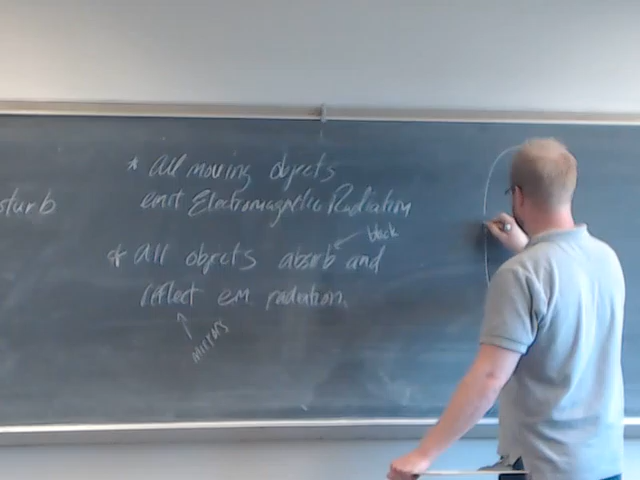 * All moving objects
emit Electromagnetic Radiation
sturb
black
* All objects absorb and
reflect EM radiation.
mirrors